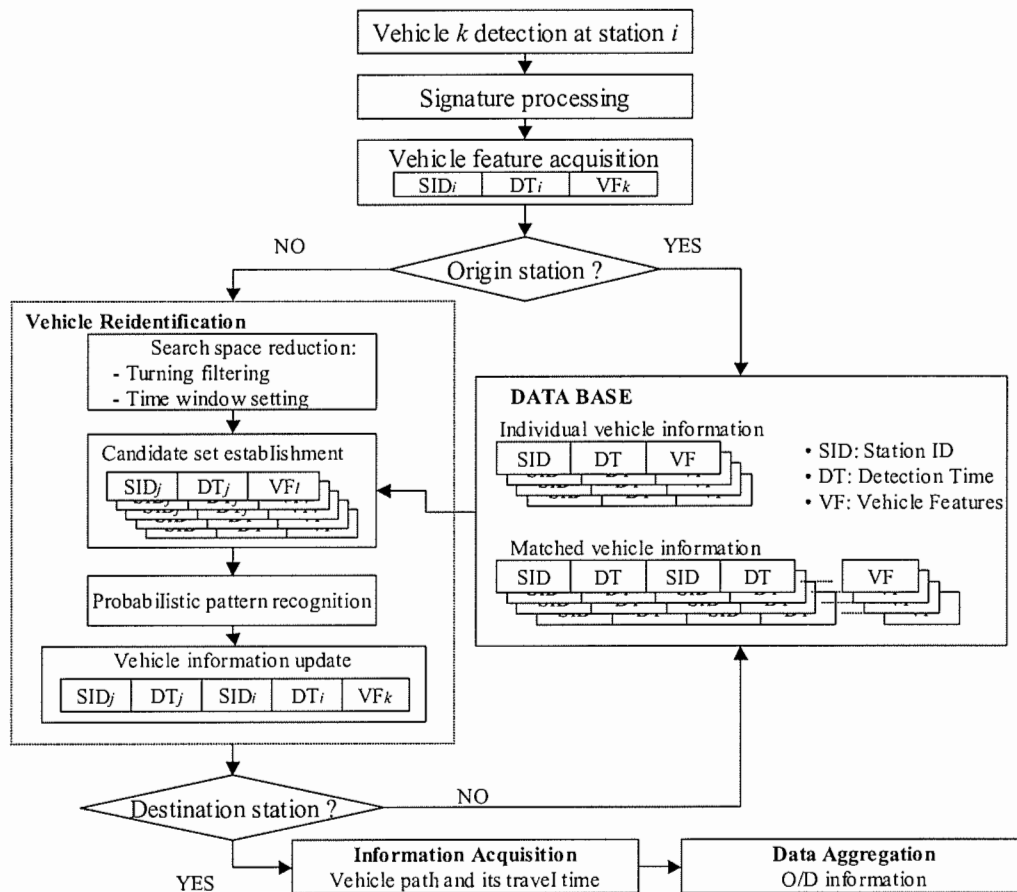 Vehicle k detection at station i
Signature processing
Vehicle feature acquisition
SIDi DTi VFk
NO
YES
Origin station ?
Vehicle Reidentification
Search space reduction:
- Turning filtering
- Time window setting
Candidate set establishment
SIDj DTj VFl
Probabilistic pattern recognition
Vehicle information update
SIDj DTj SIDi DTi VFk
DATA BASE
Individual vehicle information
SID DT VF
• SID: Station ID
• DT: Detection Time
• VF: Vehicle Features
Matched vehicle information
SID DT SID DT VF
Destination station ?
NO
YES
Information Acquisition
Vehicle path and its travel time
Data Aggregation
O/D information